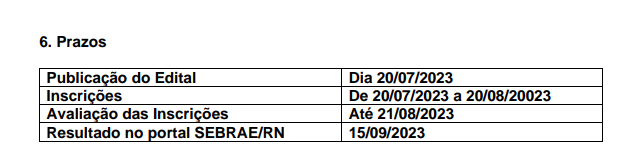 6. Prazos
Publicação do Edital Dia 20/07/2023
Inscrições De 20/07/2023 a 20/08/20023
Avaliação das Inscrições Até 21/08/2023
Resultado no portal SEBRAE/RN 15/09/2023